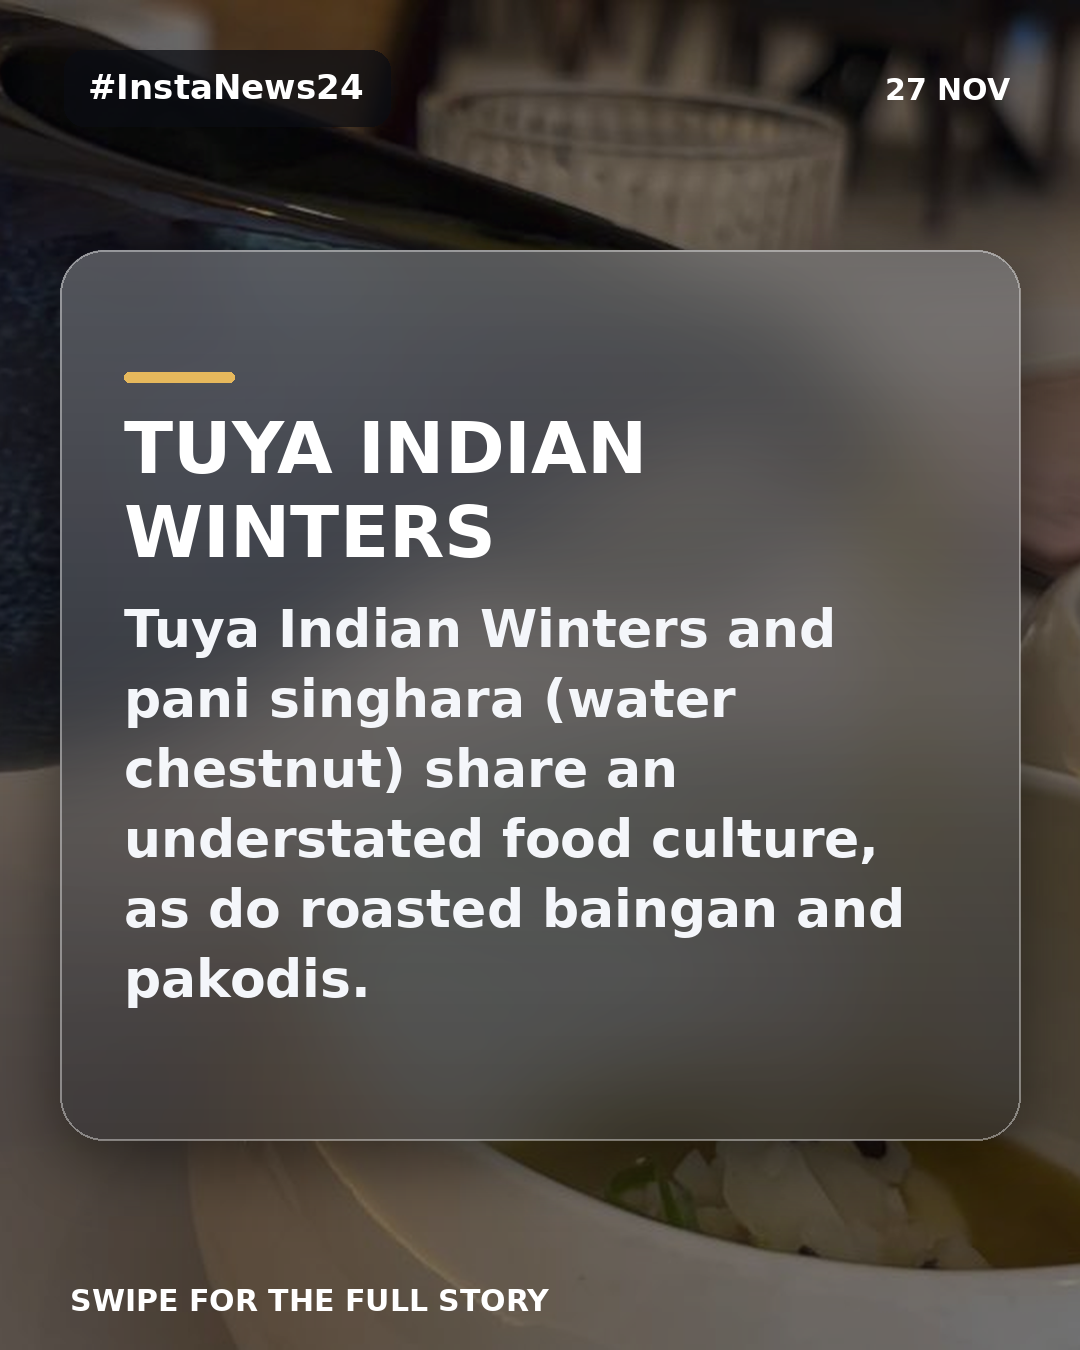 #InstaNews24
27 NOV
TUYA INDIAN
WINTERS
Tuya Indian Winters and
pani singhara (water
chestnut) share an
understated food culture,
as do roasted baingan and
pakodis.
SWIPE FOR THE FULL STORY